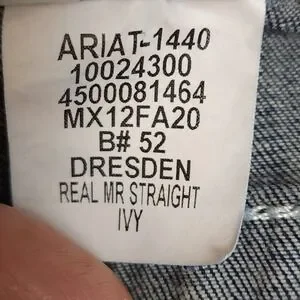 ARIAT-1440
10024300
4500081464
MX12FA20
B# 52
DRESDEN
REAL MR STRAIGHT
IVY